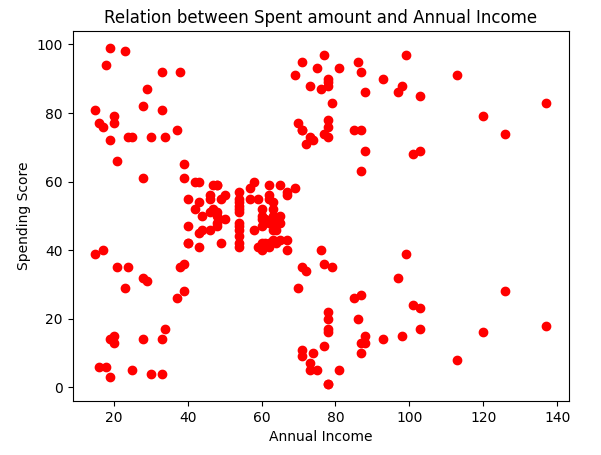 Relation between Spent amount and Annual Income
100
80
60
40
20
0
Spending Score
20 40 60 80 100 120 140
Annual Income